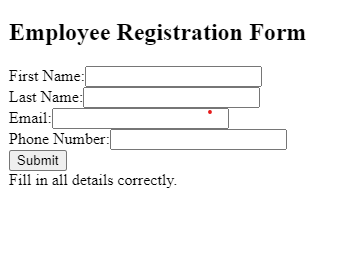 Employee Registration Form
First Name:
Last Name:
Email:
Phone Number:
Submit
Fill in all details correctly.